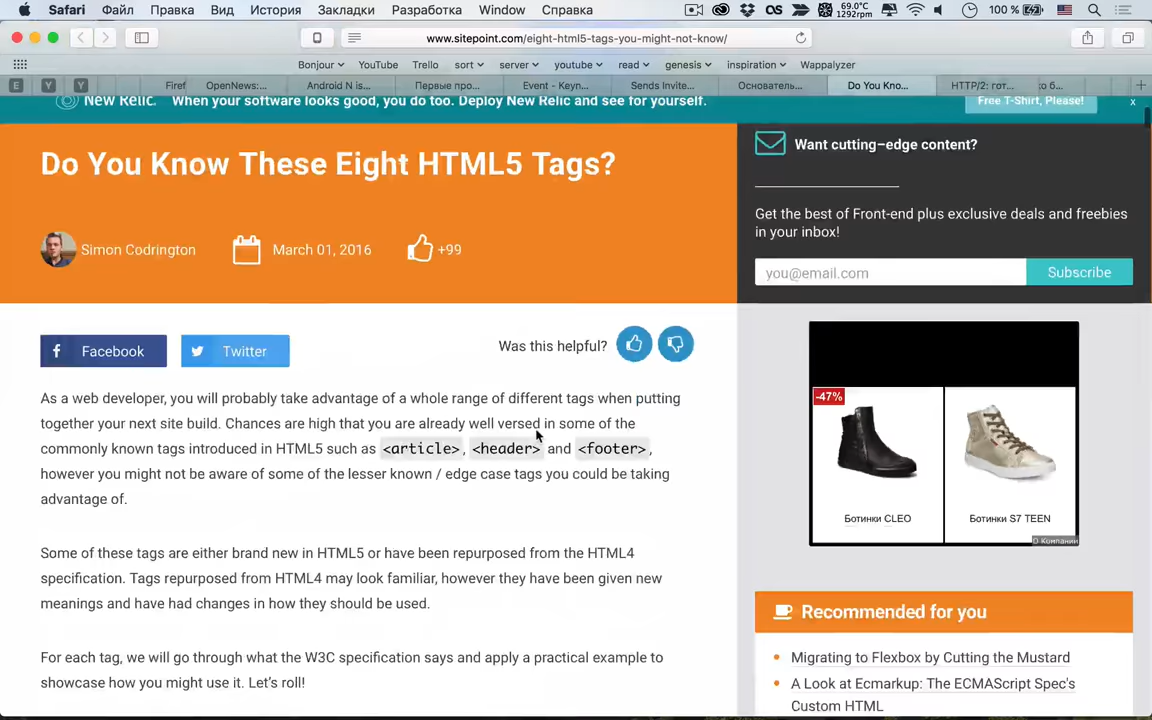 Safari Файл Правка Вид История Закладки Разработка Window Справка 69.0°C 1292rpm 100 %
www.sitepoint.com/eight-html5-tags-you-might-not-know/
Bonjour YouTube Trello sort server youtube read genesis inspiration Wappalyzer
E Y Y Firef OpenNews:... Android N is... Первые про... Event - Keyn... Sends Invite... Основатель... Do You Kno... HTTP/2: гот...
New Relic. When your software looks good, you do too. Deploy New Relic and see for yourself. Free T-Shirt, Please! x
Do You Know These Eight HTML5 Tags?
Simon Codrington March 01, 2016 +99
Want cutting-edge content?
Get the best of Front-end plus exclusive deals and freebies
in your inbox!
you@email.com Subscribe
Facebook Twitter Was this helpful?
As a web developer, you will probably take advantage of a whole range of different tags when putting
together your next site build. Chances are high that you are already well versed in some of the
commonly known tags introduced in HTML5 such as <article>, <header> and <footer>,
however you might not be aware of some of the lesser known / edge case tags you could be taking
advantage of.
Some of these tags are either brand new in HTML5 or have been repurposed from the HTML4
specification. Tags repurposed from HTML4 may look familiar, however they have been given new
meanings and have had changes in how they should be used.
For each tag, we will go through what the W3C specification says and apply a practical example to
showcase how you might use it. Let's roll!
-47%
Ботинки CLEO Ботинки S7 TEEN
О Компании
Recommended for you
Migrating to Flexbox by Cutting the Mustard
A Look at Ecmarkup: The ECMAScript Spec's
Custom HTML